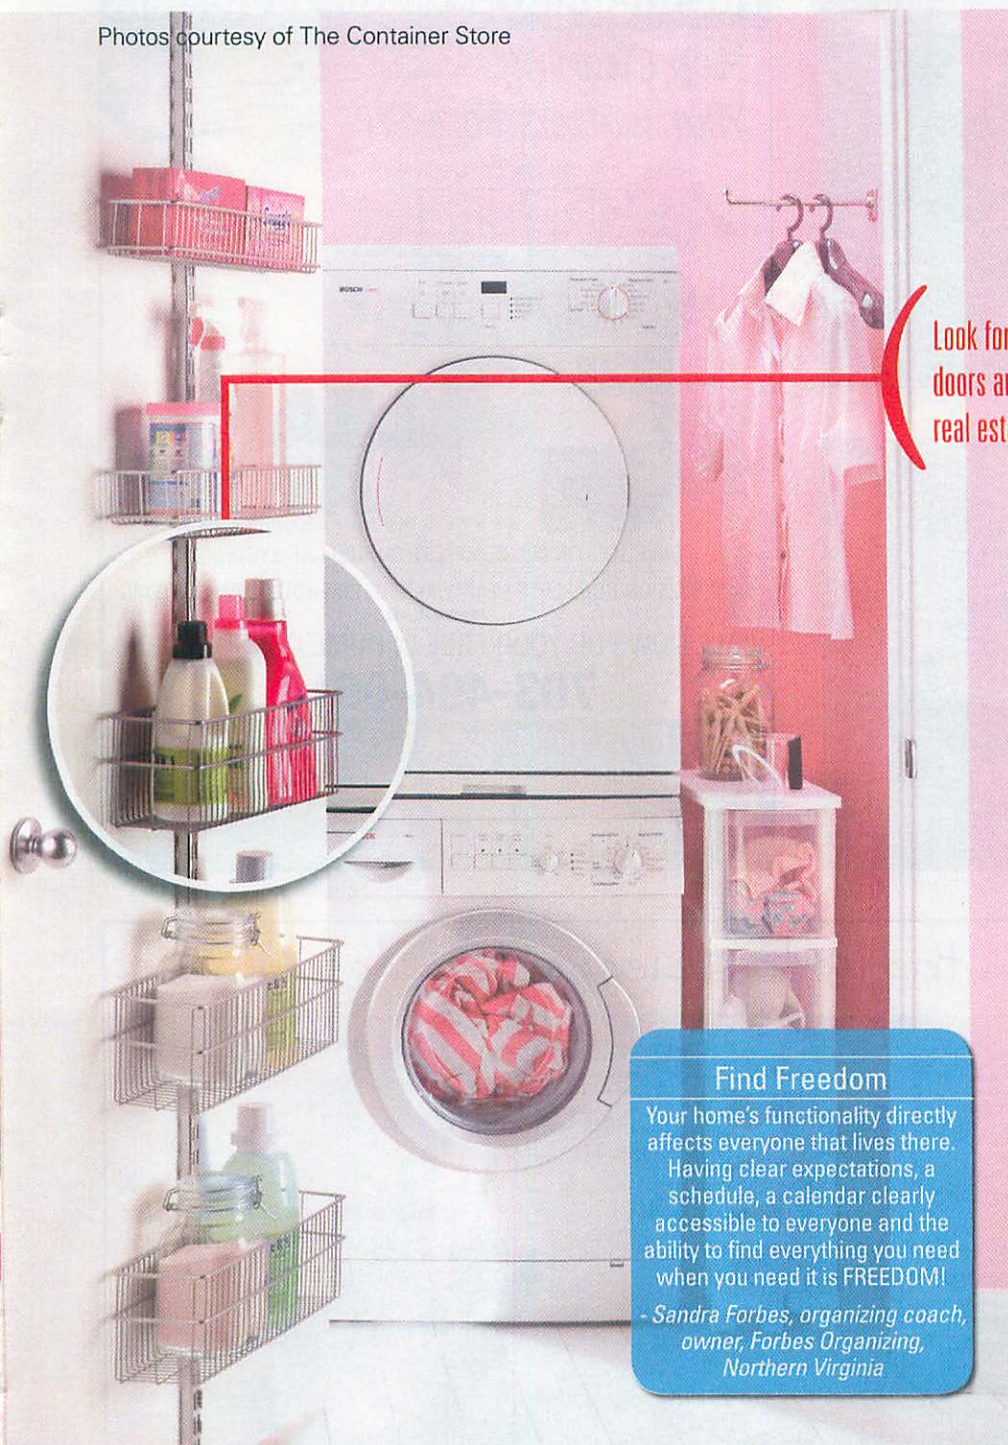 Photos courtesy of The Container Store
Snuggle
BOSCH
Look for
doors a
real est
Find Freedom
Your home's functionality directly
affects everyone that lives there.
Having clear expectations, a
schedule, a calendar clearly
accessible to everyone and the
ability to find everything you need
when you need it is FREEDOM!
- Sandra Forbes, organizing coach,
owner, Forbes Organizing,
Northern Virginia